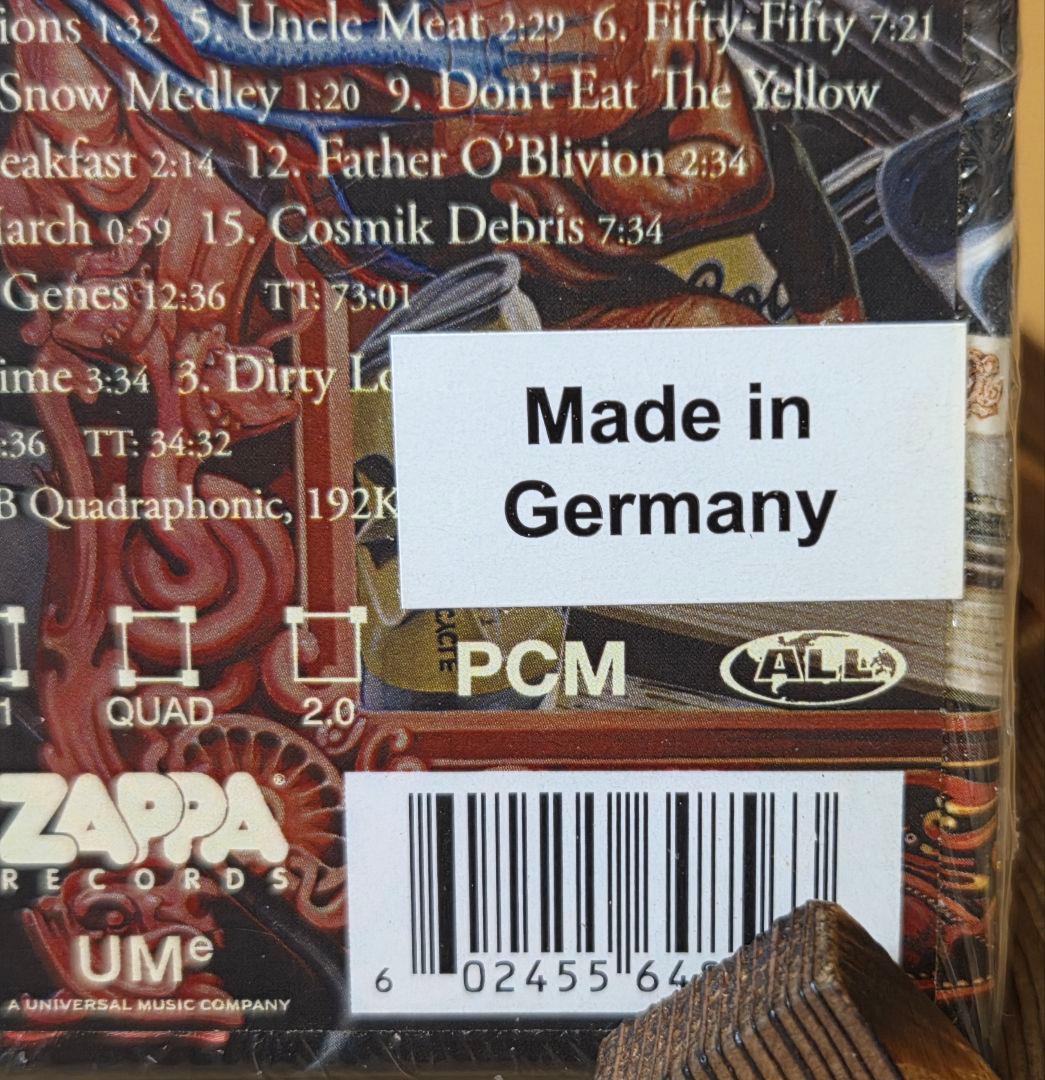 ions 1:32 5. Uncle Meat 2:29 6. Fifty-Fifty 7:21
Snow Medley 1:20 9. Don't Eat The Yellow
eakfast 2:14 12. Father O'Blivion 2:34
arch 0:59 15. Cosmik Debris 7:34
Genes 12:36 TT: 73:01
ime 3:34 3. Dirty Lo
:36 TT: 34:32
B Quadraphonic, 192K
Made in
Germany
1 QUAD 2.0
CYCLE
PCM
ALL
ZAPPA®
RECORDS
UMe
A UNIVERSAL MUSIC COMPANY
6 02455 64